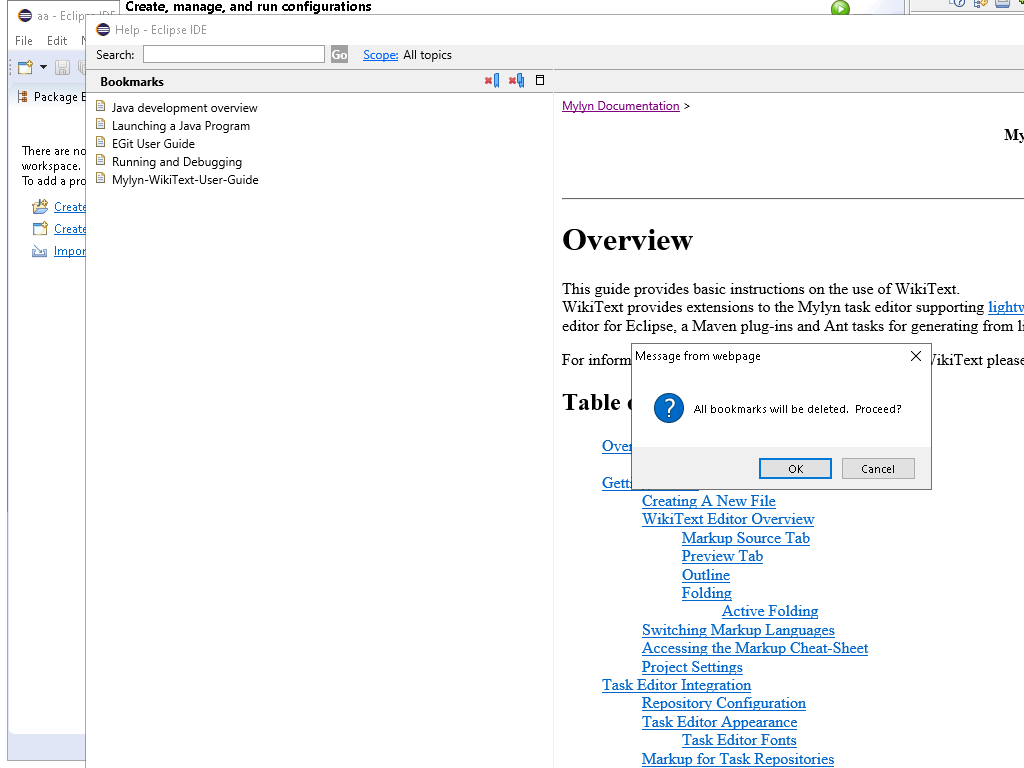 Create, manage, and run configurations
aa - Eclipse IDE
Help - Eclipse IDE
File Edit
Search: Go Scope: All topics
Bookmarks
Package
Mylyn Documentation >
Java development overview
Launching a Java Program
EGit User Guide
Running and Debugging
Mylyn-WikiText-User-Guide
There are no
workspace.
To add a pro
Create
Create
Impor
My
Overview
This guide provides basic instructions on the use of WikiText.
WikiText provides extensions to the Mylyn task editor supporting lightw
editor for Eclipse, a Maven plug-ins and Ant tasks for generating from li
For inform
WikiText please
Message from webpage
All bookmarks will be deleted. Proceed?
OK Cancel
Table
Over
Getti
Creating A New File
WikiText Editor Overview
Markup Source Tab
Preview Tab
Outline
Folding
Active Folding
Switching Markup Languages
Accessing the Markup Cheat-Sheet
Project Settings
Task Editor Integration
Repository Configuration
Task Editor Appearance
Task Editor Fonts
Markup for Task Repositories